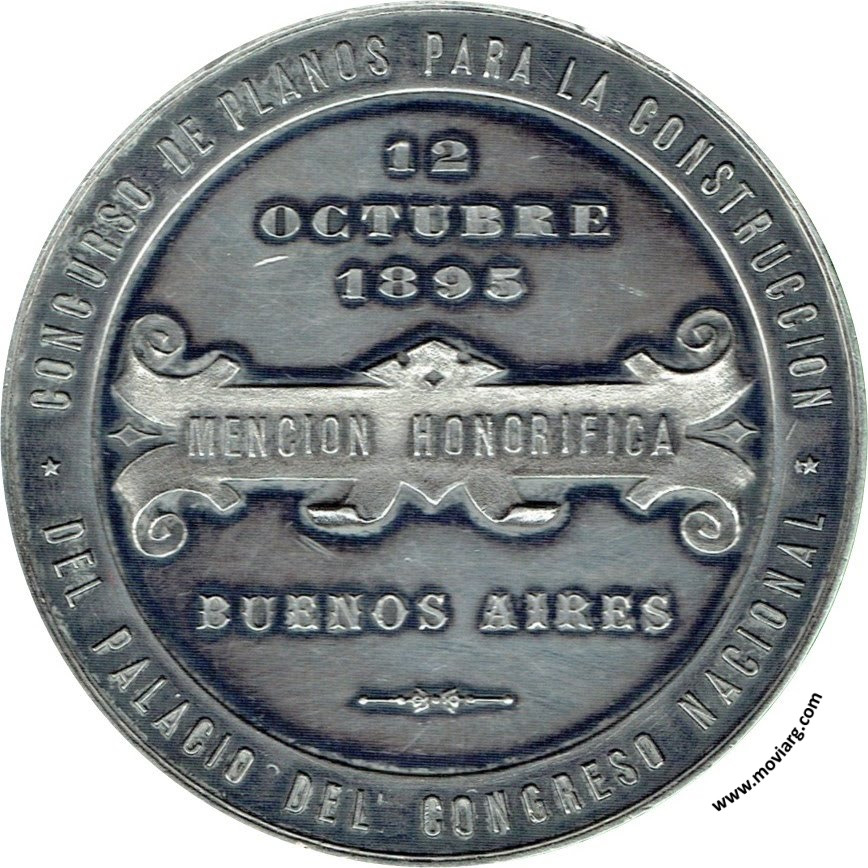 CONCURSO DE PLANOS PARA LA CONSTRUCCION
12
OCTUBRE
1895
MENCION HONORIFICA
BUENOS AIRES
DEL PALACIO DEL CONGRESO NACIONAL
www.moviarg.com